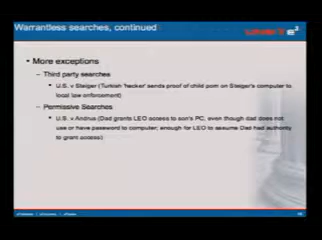 Warrantless searches, continued
• More exceptions
– Third party searches
• U.S. v Steiger (Turkish 'hacker' sends proof of child porn on Steiger's computer to
local law enforcement)
– Permissive Searches
• U.S. v Andrus (Dad grants LEO access to son's PC, even though dad does not
use or have password to computer; enough for LEO to assume Dad had authority
to grant access)